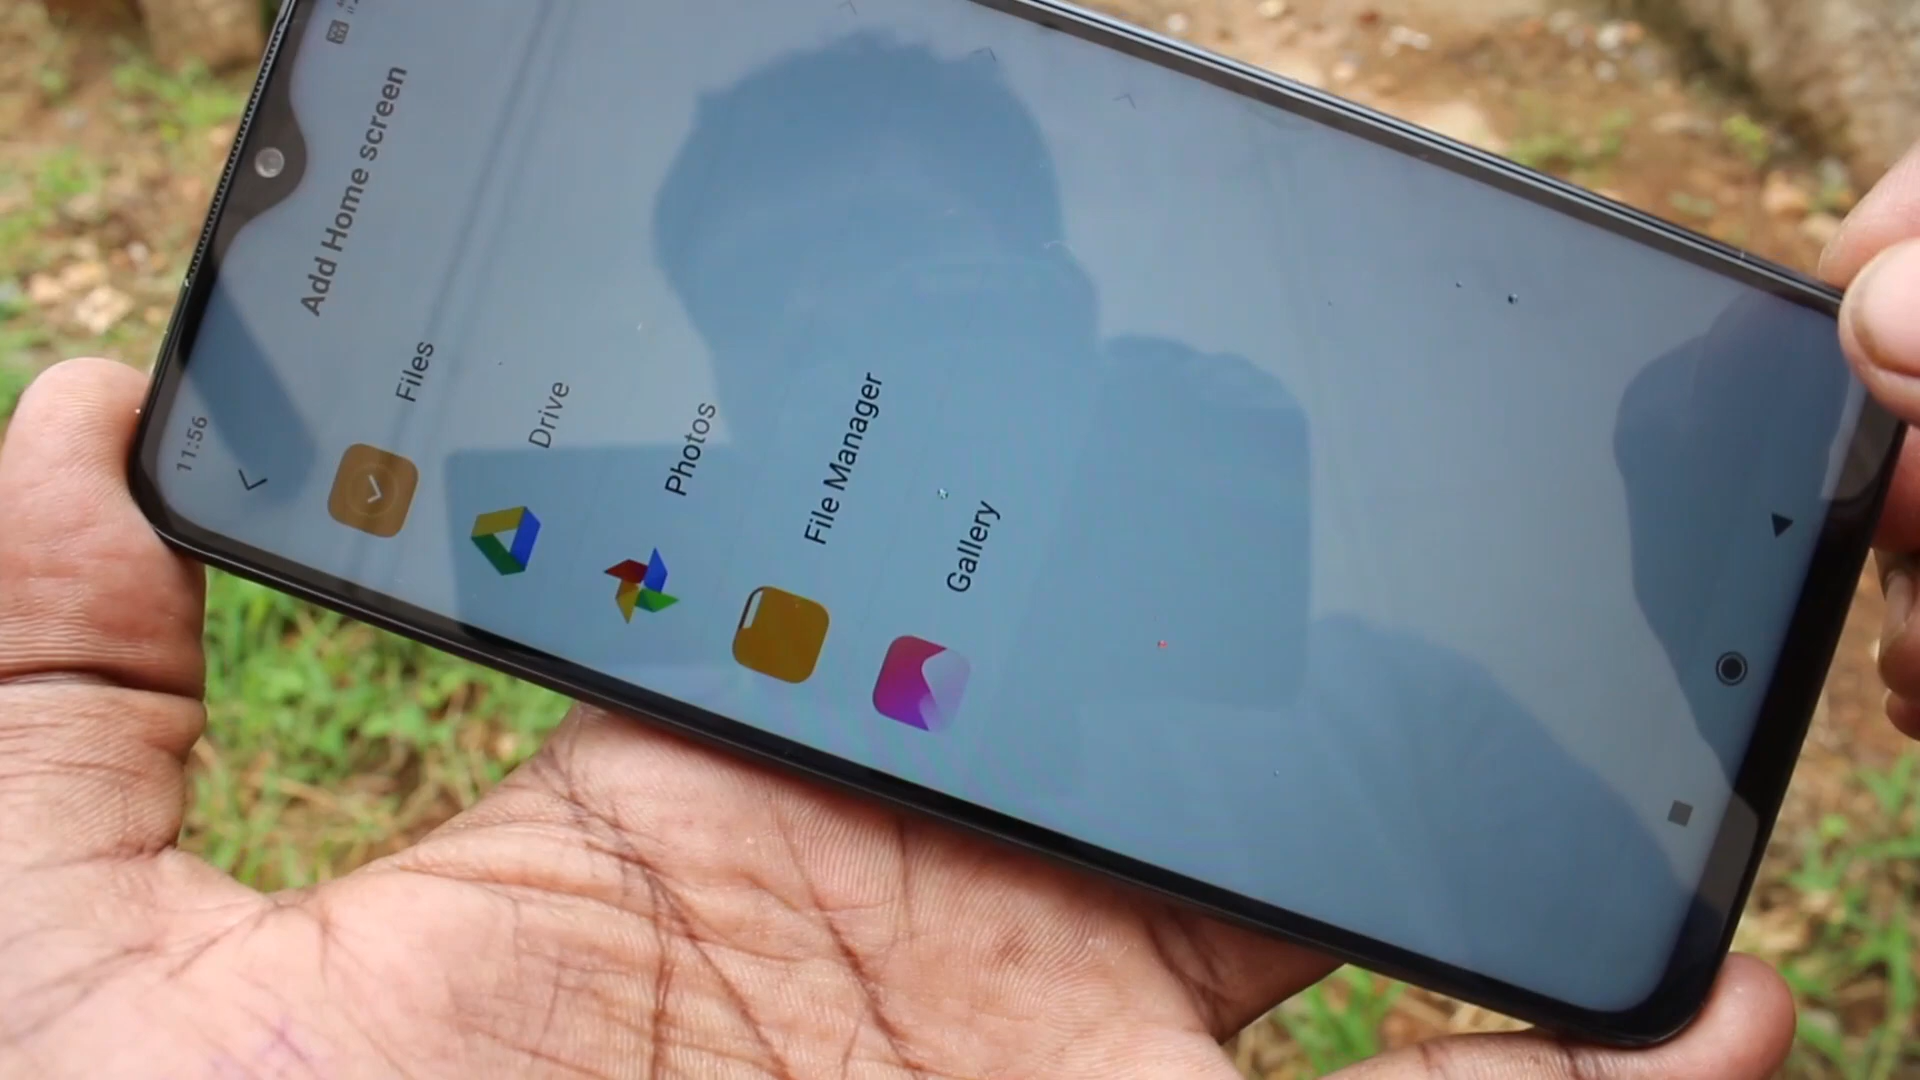 11:56
Add Home screen
Files
Drive
Photos
File Manager
Gallery